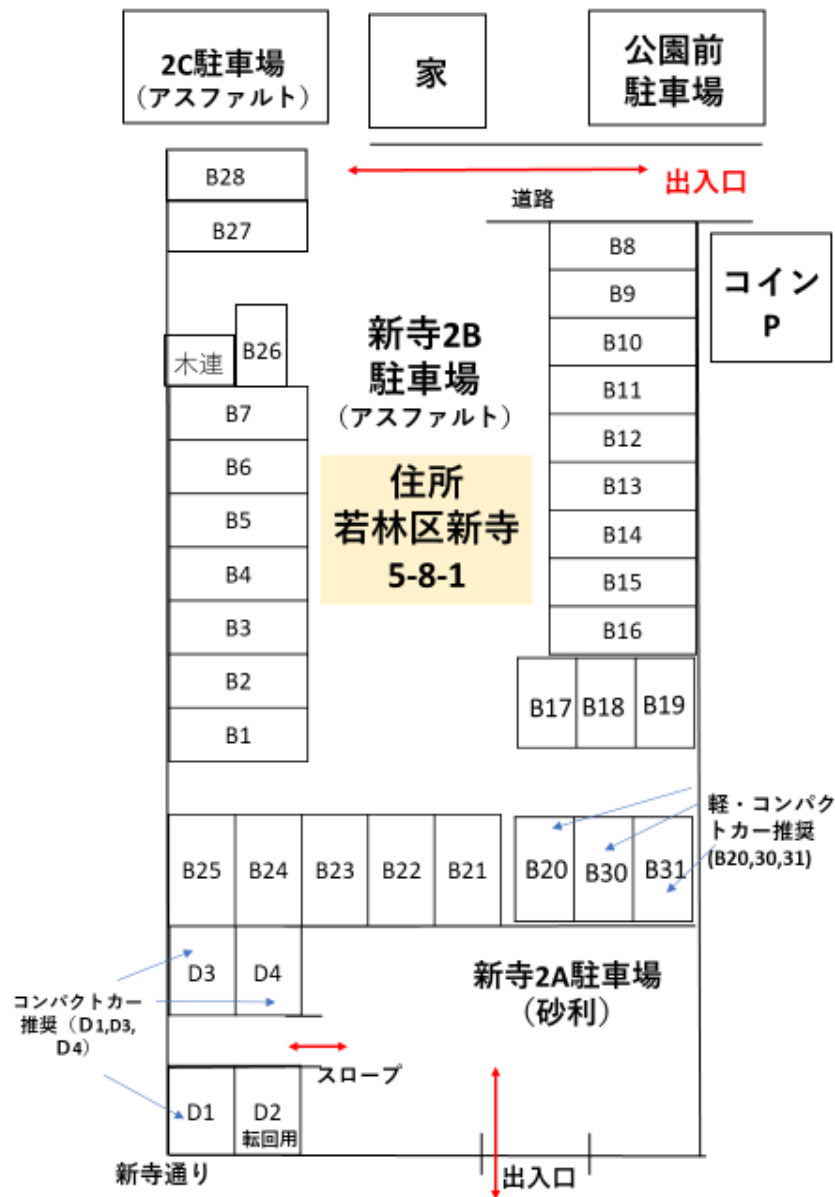 2C駐車場
（アスファルト）
家
公園前
駐車場
出入口
道路
B28
B27
B26
木連
B7
B6
B5
B4
B3
B2
B1
新寺2B
駐車場
（アスファルト）
住所
若林区新寺
5-8-1
B8
B9
B10
B11
B12
B13
B14
B15
B16
コイン
P
B17
B18
B19
B25
B24
B23
B22
B21
B20
B30
B31
軽・コンパク
トカー推奨
(B20,30,31)
D3
D4
新寺2A駐車場
（砂利）
コンパクトカー
推奨（D1,D3,
D4）
スロープ
D1
D2
転回用
新寺通り
出入口